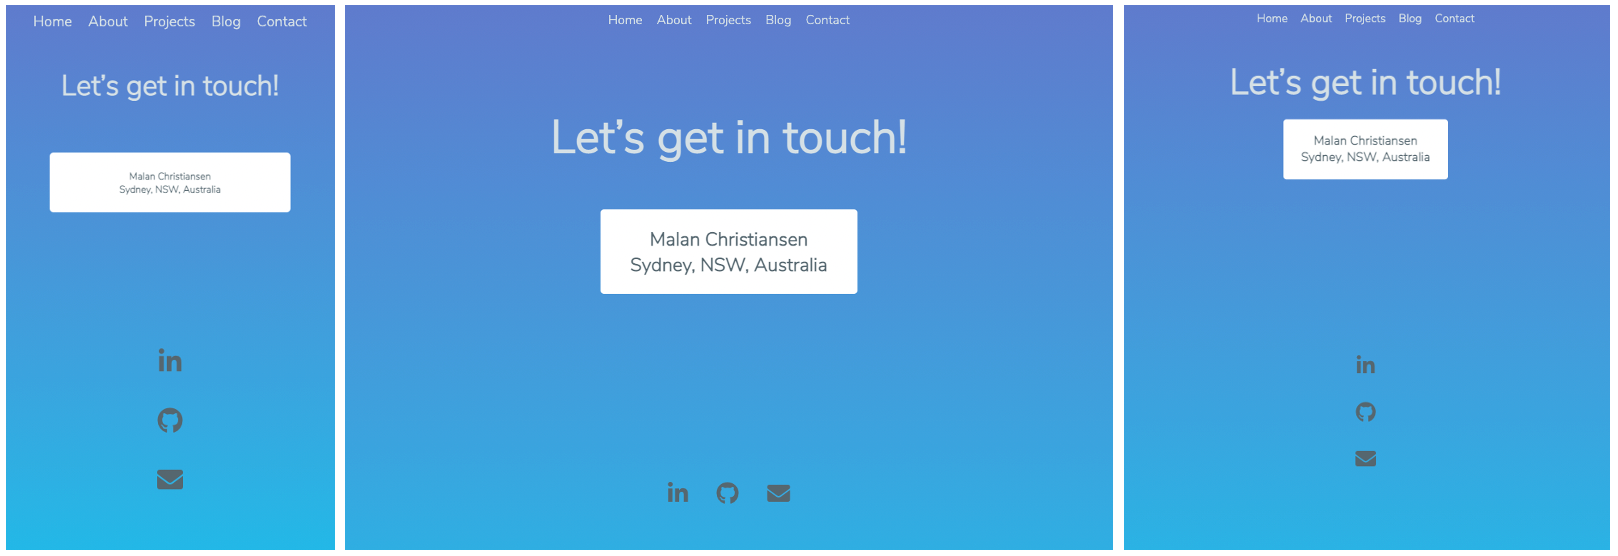 Home About Projects Blog Contact
Let's get in touch!
Malan Christiansen
Sydney, NSW, Australia
in
Home About Projects Blog Contact
Let's get in touch!
Malan Christiansen
Sydney, NSW, Australia
in
Home About Projects Blog Contact
Let's get in touch!
Malan Christiansen
Sydney, NSW, Australia
in